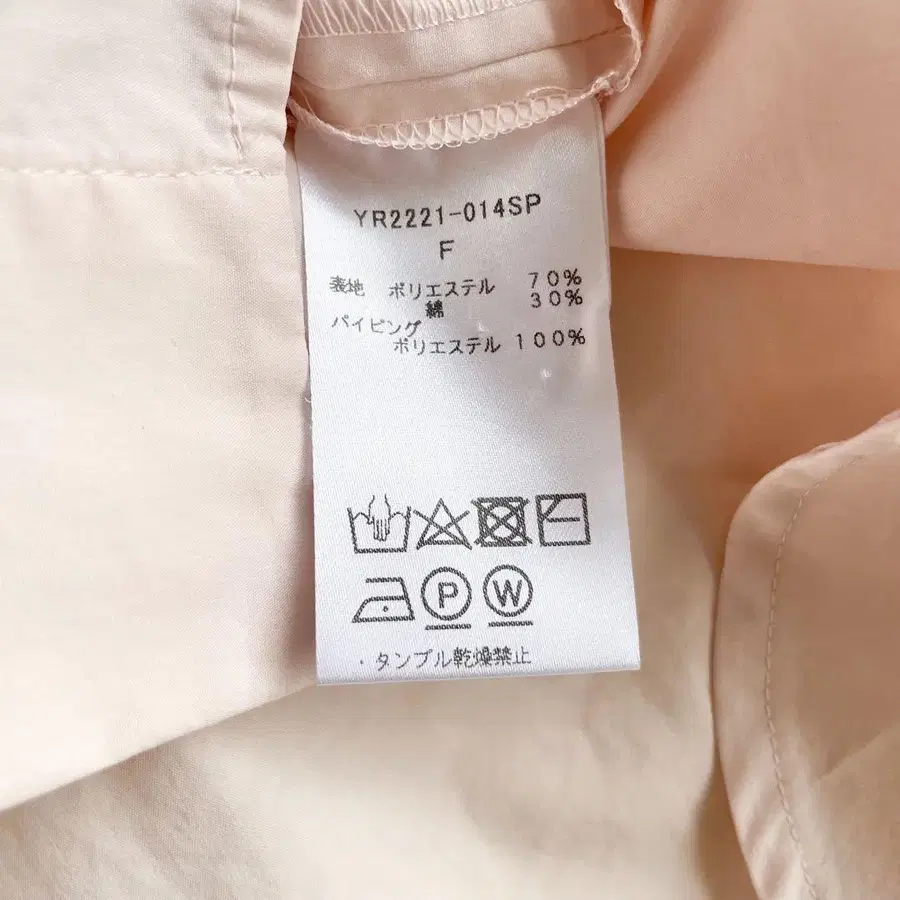 YR2221-014SP
F
表地 ポリエステル 70%
綿 30%
パイピング
ポリエステル 100%
P W
・タンブル乾燥禁止